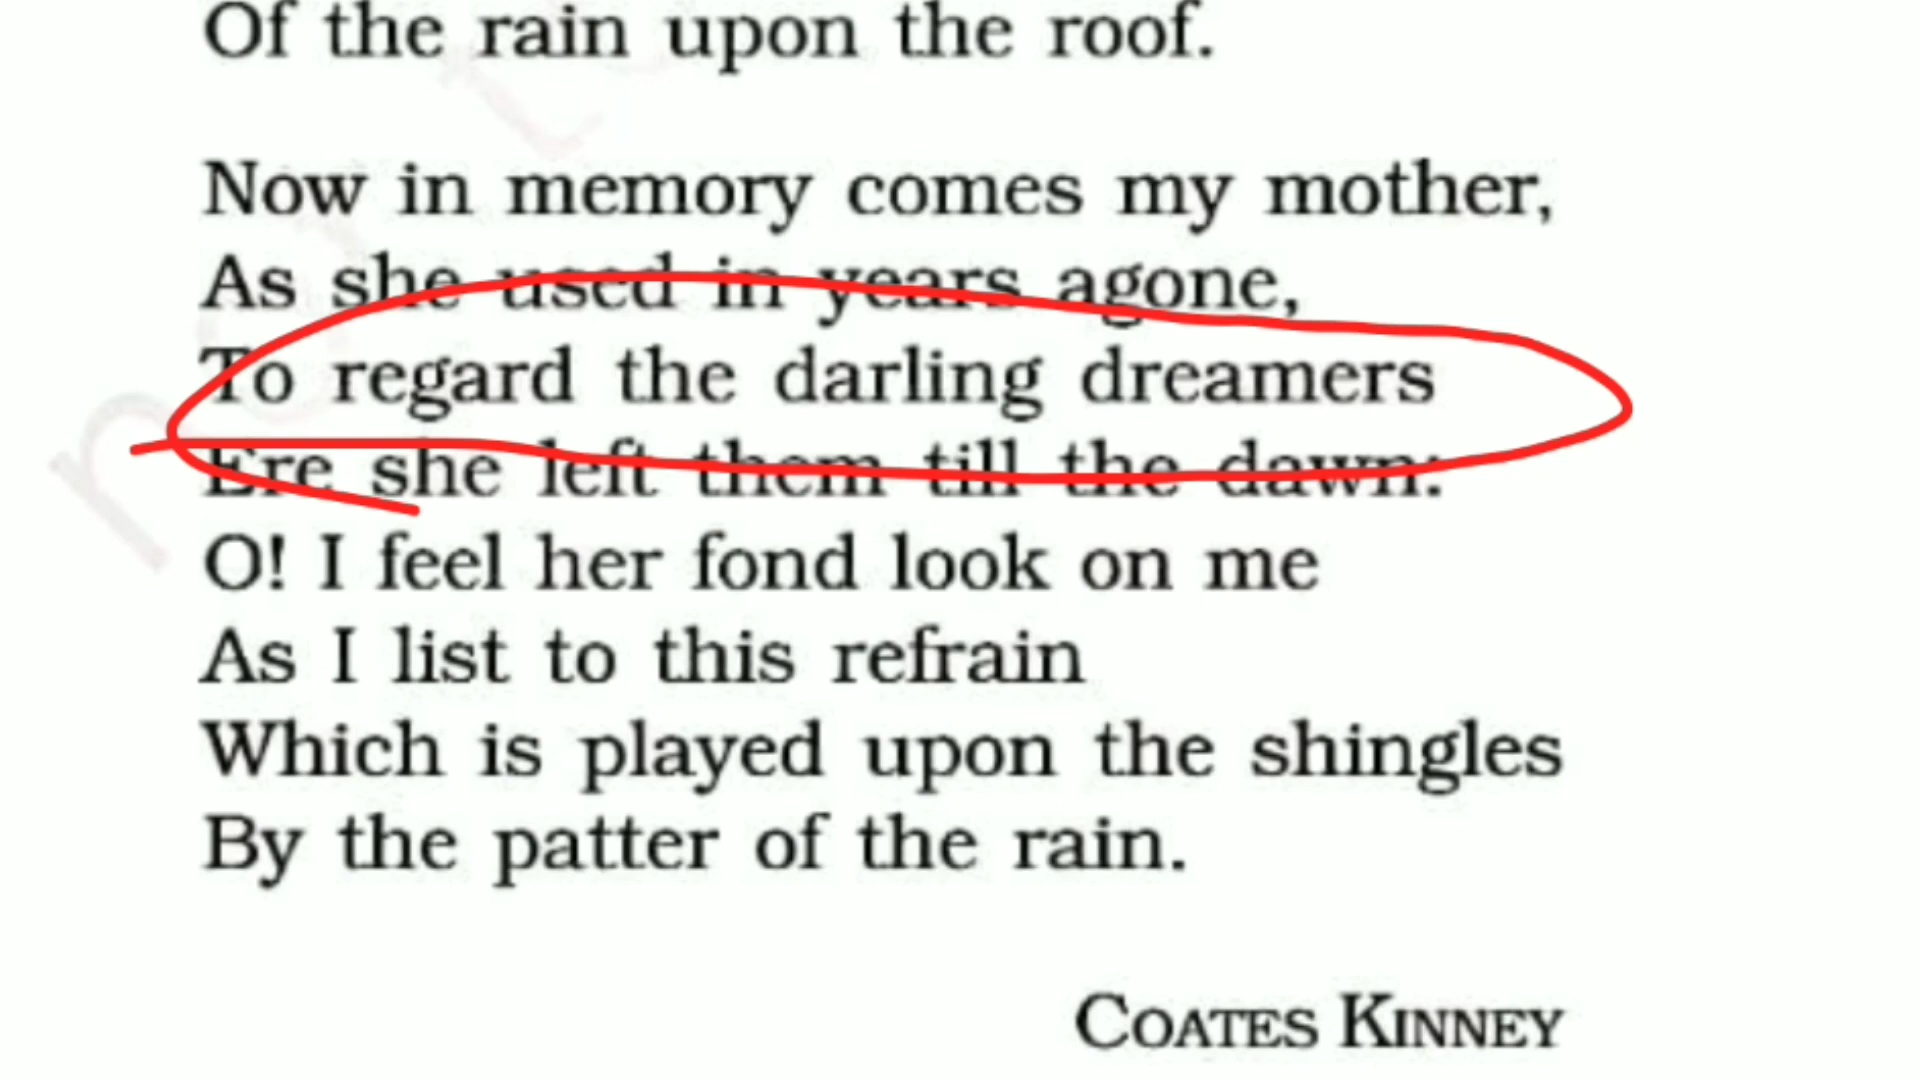 Of the rain upon the roof.
Now in memory comes my mother,
As she used in years agone,
To regard the darling dreamers
Ere she left them till the dawn:
O! I feel her fond look on me
As I list to this refrain
Which is played upon the shingles
By the patter of the rain.
COATES KINNEY